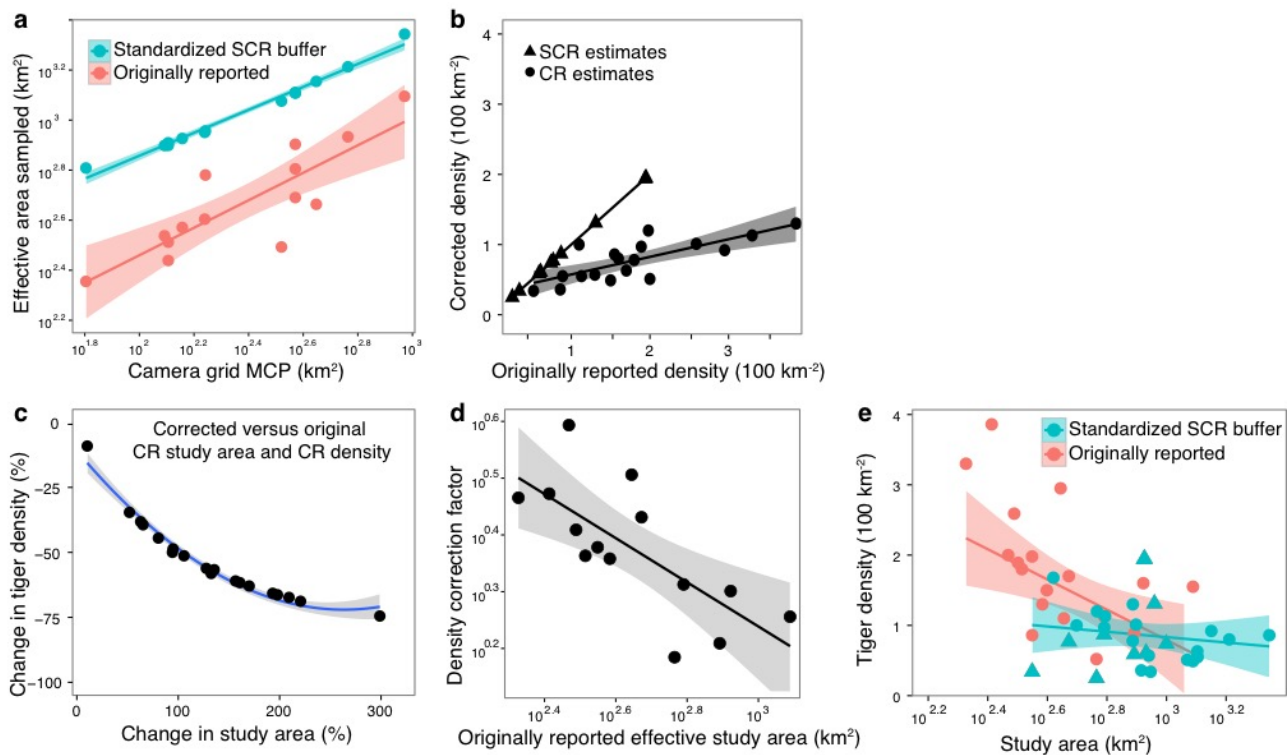 a
Standardized SCR buffer
Originally reported
Effective area sampled (km²)
10^3.2
10^3
10^2.8
10^2.6
10^2.4
10^2.2
10^1.8
10^2
10^2.2
10^2.4
10^2.6
10^2.8
10^3
Camera grid MCP (km²)
b
SCR estimates
CR estimates
Corrected density (100 km⁻²)
4
3
2
1
0
1
2
3
Originally reported density (100 km⁻²)
c
Corrected versus original
CR study area and CR density
Change in tiger density (%)
0
−25
−50
−75
−100
0
100
200
300
Change in study area (%)
d
Density correction factor
10^0.6
10^0.5
10^0.4
10^0.3
10^0.2
10^2.4
10^2.6
10^2.8
10^3
Originally reported effective study area (km²)
e
Standardized SCR buffer
Originally reported
Tiger density (100 km⁻²)
4
3
2
1
0
10^2.2
10^2.4
10^2.6
10^2.8
10^3
10^3.2
Study area (km²)